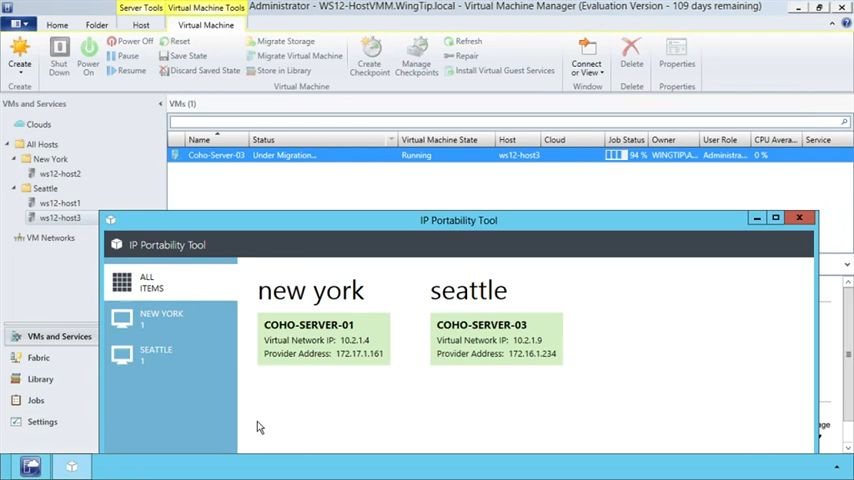 Server Tools
Virtual Machine Tools
Administrator - WS12-HostVMM.WingTip.local - Virtual Machine Manager (Evaluation Version - 109 days remaining)
Home
Folder
Host
Virtual Machine
Create
Shut Down
Power On
Power Off
Pause
Resume
Reset
Save State
Discard Saved State
Migrate Storage
Migrate Virtual Machine
Store in Library
Create Checkpoint
Manage Checkpoints
Refresh
Repair
Install Virtual Guest Services
Connect or View
Delete
Properties
Create
Virtual Machine
Window
Delete
Properties
VMs and Services
Clouds
All Hosts
New York
ws12-host2
Seattle
ws12-host1
ws12-host3
VM Networks
VMs and Services
Fabric
Library
Jobs
Settings
VMs (1)
Name Status Virtual Machine State Host Cloud Job Status Owner User Role CPU Avera... Service
Coho-Server-03 Under Migration... Running ws12-host3 94 % WINGTIP\A... Administra... 0 %
IP Portability Tool
IP Portability Tool
ALL
ITEMS
NEW YORK
1
SEATTLE
1
new york
COHO-SERVER-01
Virtual Network IP: 10.2.1.4
Provider Address: 172.17.1.161
seattle
COHO-SERVER-03
Virtual Network IP: 10.2.1.9
Provider Address: 172.16.1.234
age